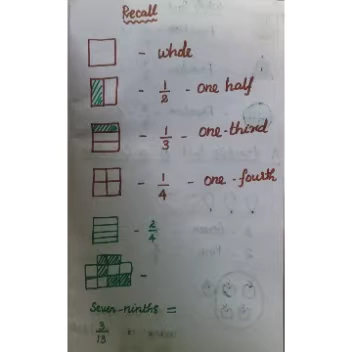 Recall
- whole
- 1/2 - one half
- 1/3 - one-third
- 1/4 - one-fourth
- 2/4
-
Seven-ninths =
3/13